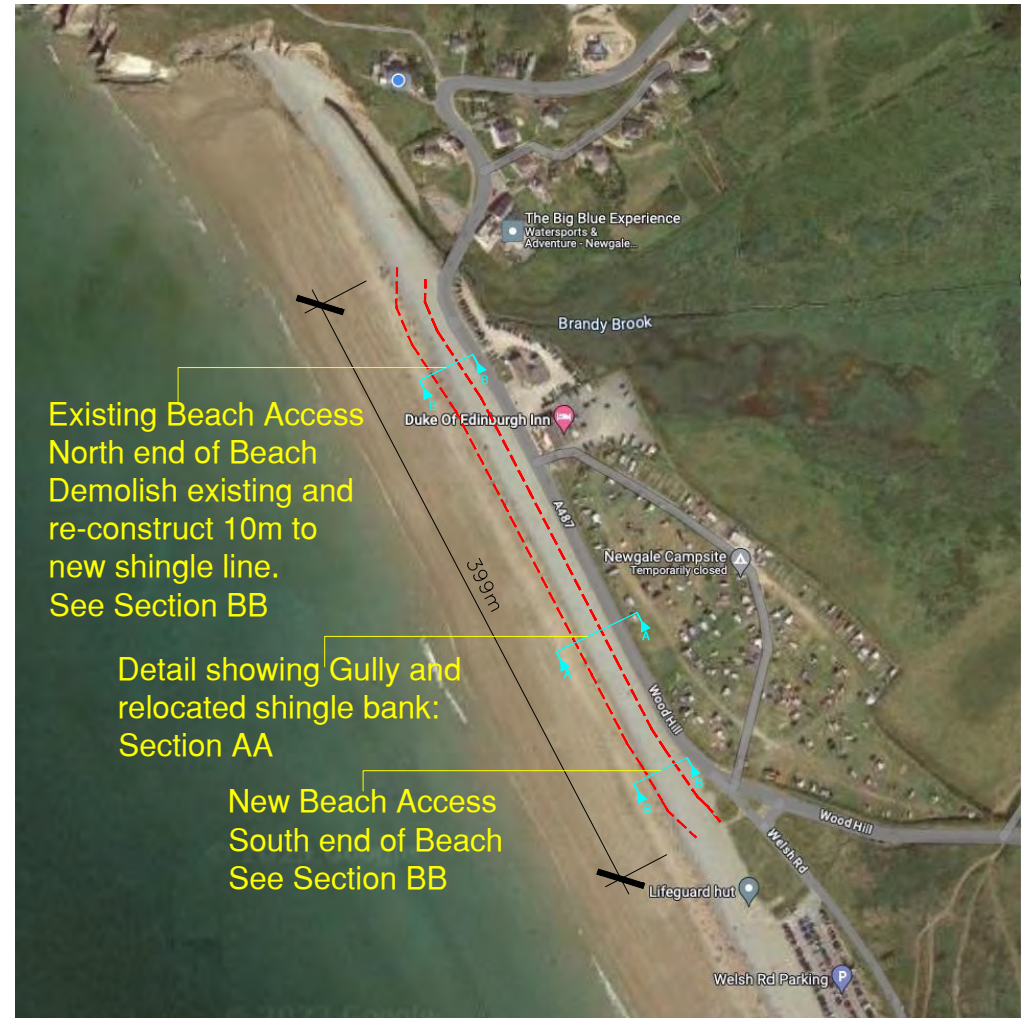 The Big Blue Experience
Watersports &
Adventure - Newgale...
Brandy Brook
B
B
Existing Beach Access
North end of Beach
Demolish existing and
re-construct 10m to
new shingle line.
See Section BB
Duke Of Edinburgh Inn
A487
Newgale Campsite
Temporarily closed
399m
A
A
Detail showing Gully and
relocated shingle bank:
Section AA
Wood Hill
B
B
New Beach Access
South end of Beach
See Section BB
Wood Hill
Welsh Rd
Lifeguard hut
Welsh Rd Parking
P